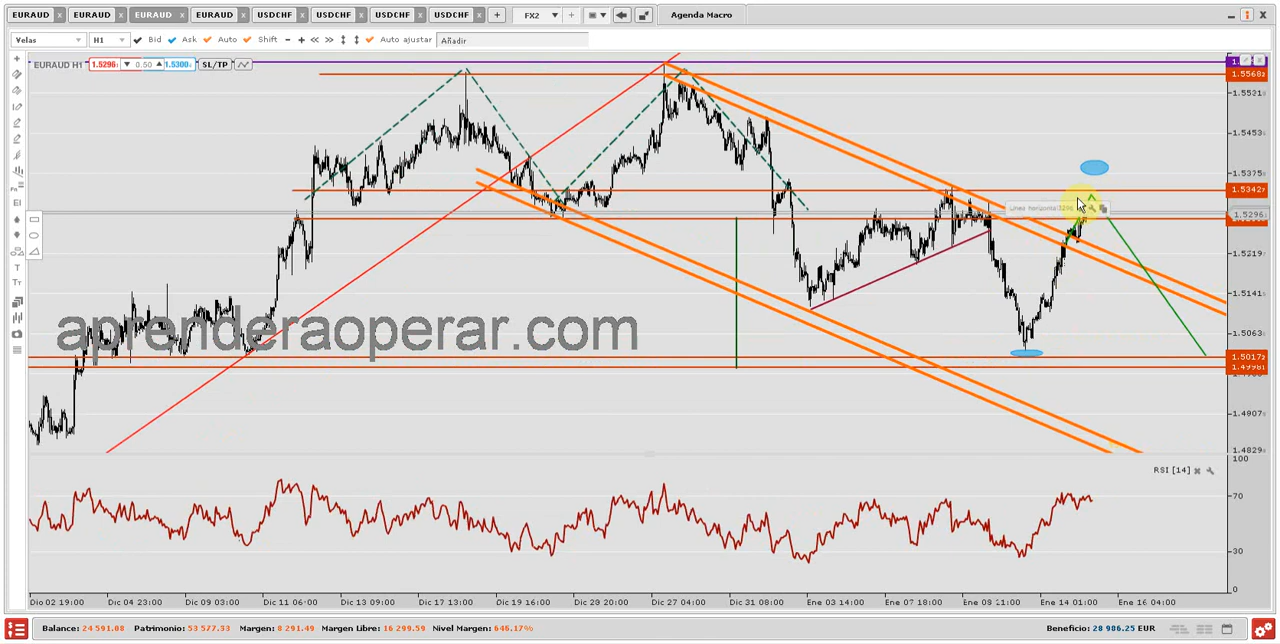 EURAUD x EURAUD x EURAUD x EURAUD x USDCHF x USDCHF x USDCHF x USDCHF x + FX2 + Agenda Macro
Velas H1 Bid Ask Auto Shift Auto ajustar Añadir
EURAUD H1 1.5296 0.50 1.5300 SL/TP
1.5568
1.5521
1.5453
1.5375
1.5342
1.5296
1.5219
1.5141
1.5063
1.5017
1.4998
1.4907
1.4829
Línea horizontal
aprenderaoperar.com
RSI [14]
100
70
30
0
Dic 02 19:00 Dic 04 23:00 Dic 09 03:00 Dic 11 06:00 Dic 13 09:00 Dic 17 13:00 Dic 19 16:00 Dic 27 04:00 Dic 31 08:00 Ene 03 14:00 Ene 07 18:00 Ene 14 01:00 Ene 16 04:00
Balance: 24 591.08 Patrimonio: 53 577.33 Margen: 8 291.49 Margen Libre: 16 299.59 Nivel Margen: 645.17% Beneficio: 28 986.25 EUR